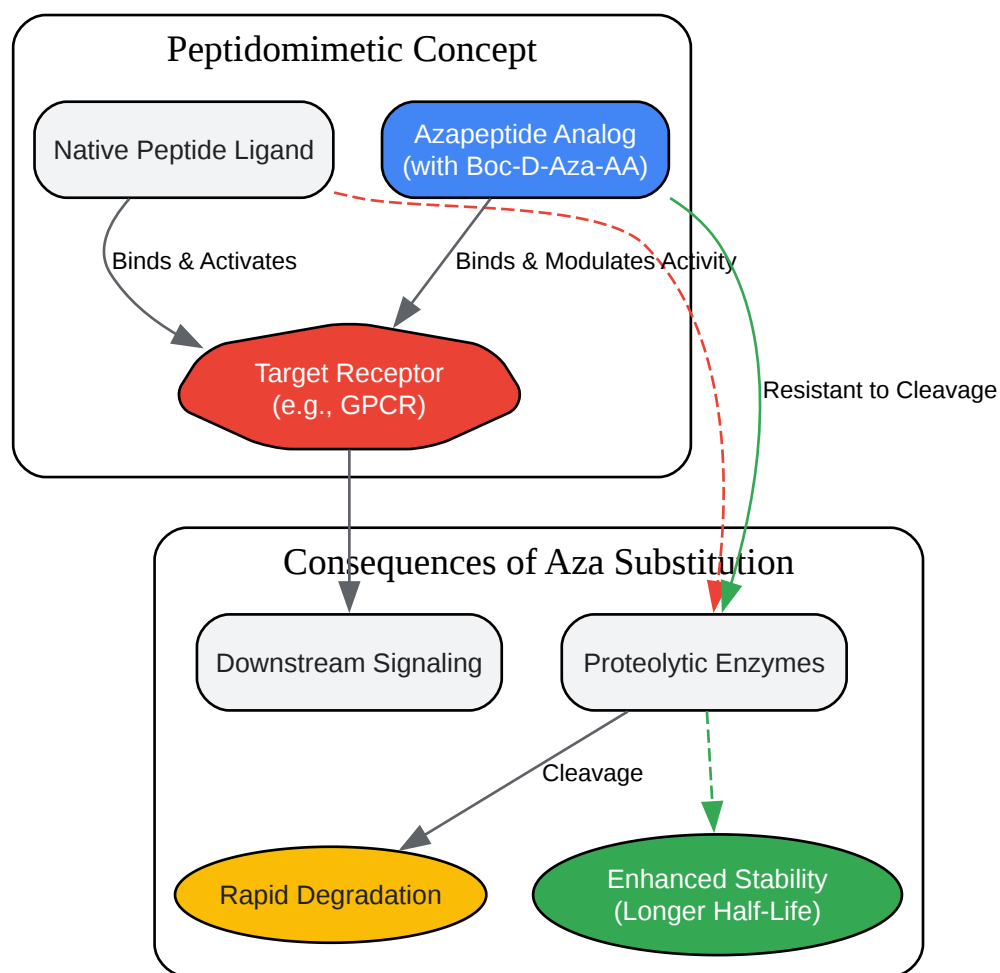 Peptidomimetic Concept
Native Peptide Ligand
Azapeptide Analog
(with Boc-D-Aza-AA)
Binds & Activates
Binds & Modulates Activity
Target Receptor
(e.g., GPCR)
Resistant to Cleavage
Consequences of Aza Substitution
Downstream Signaling
Proteolytic Enzymes
Cleavage
Rapid Degradation
Enhanced Stability
(Longer Half-Life)